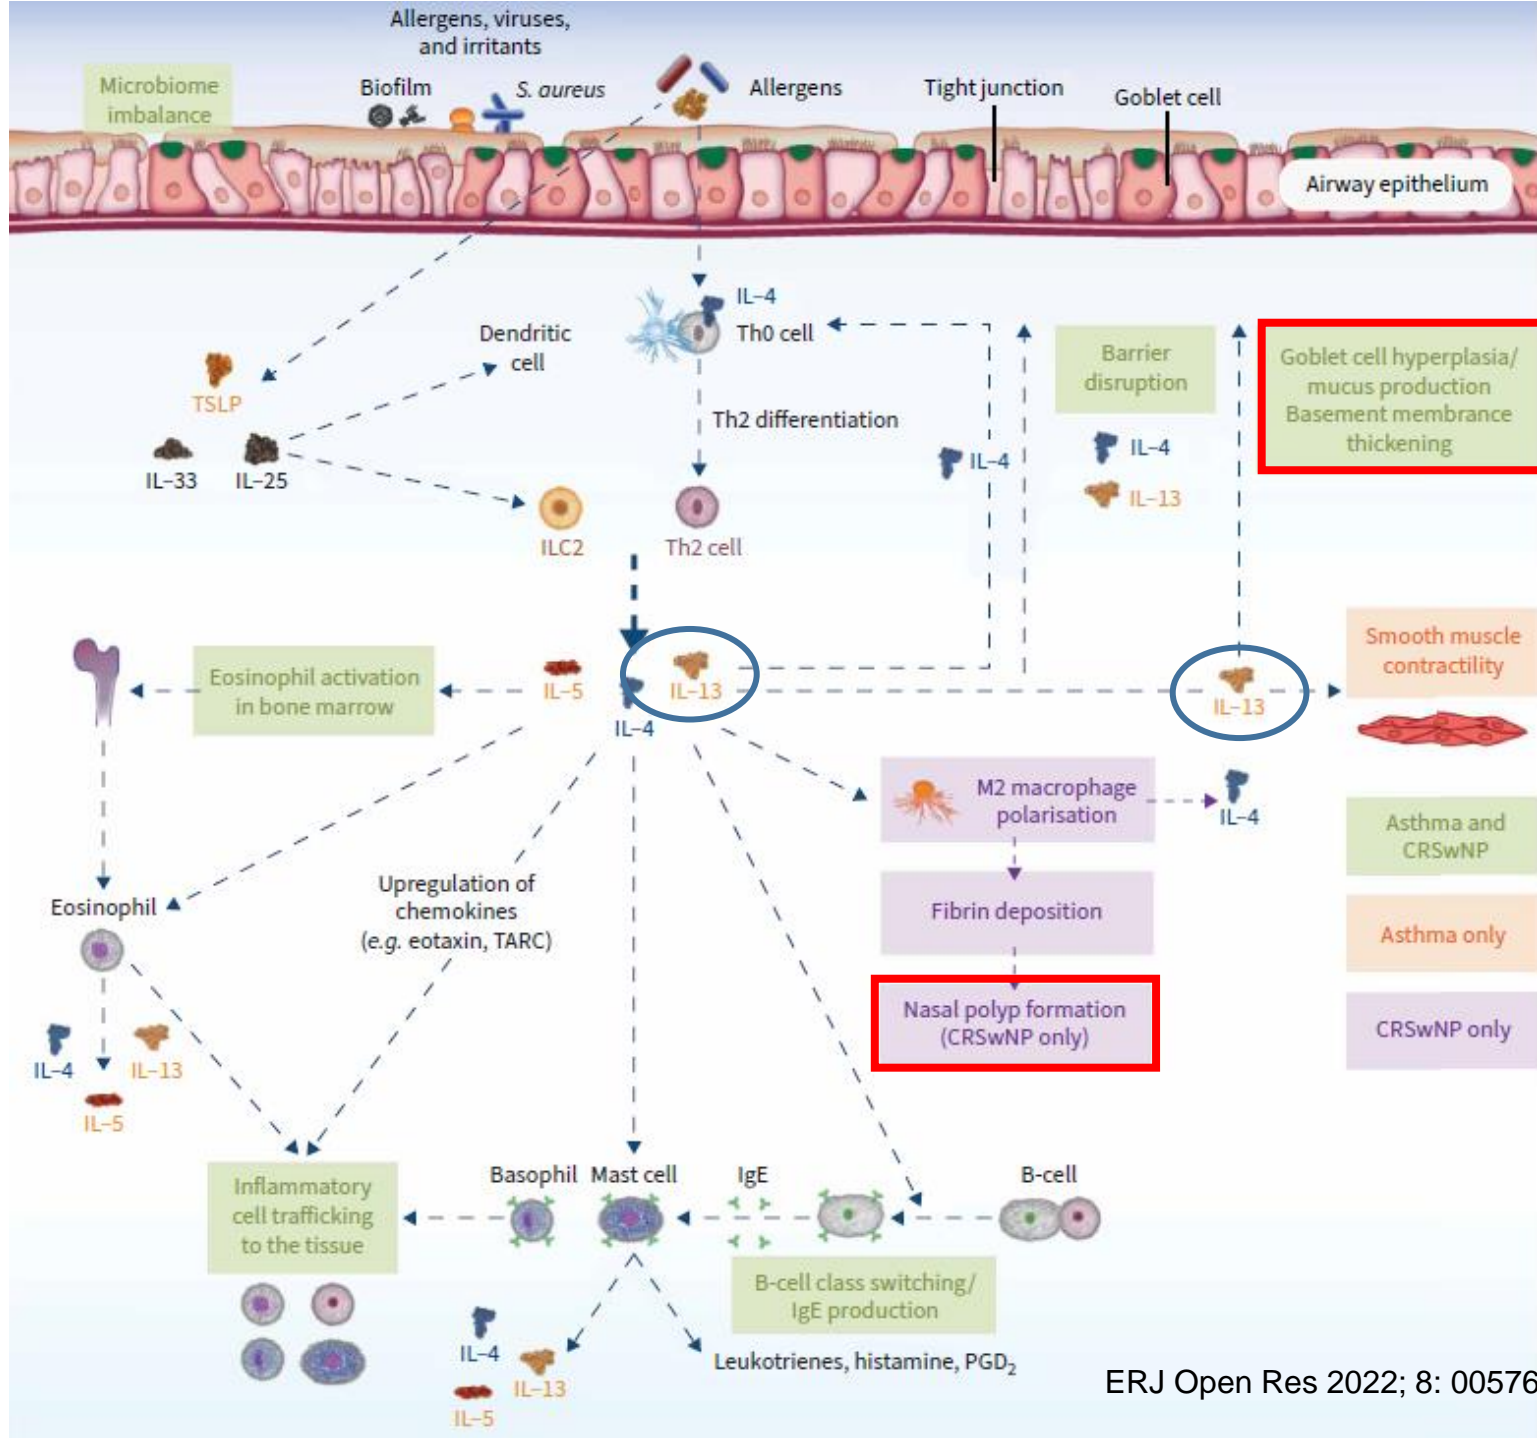 Allergens, viruses,
and irritants
Microbiome
imbalance
Biofilm
S. aureus
Allergens
Tight junction
Goblet cell
Airway epithelium
IL–4
Th0 cell
Dendritic
cell
TSLP
IL–33
IL–25
Th2 differentiation
ILC2
Th2 cell
IL–4
Barrier
disruption
IL–4
IL–13
Goblet cell hyperplasia/
mucus production
Basement membrance
thickening
Eosinophil activation
in bone marrow
IL–5
IL–4
IL–13
IL–13
Smooth muscle
contractility
M2 macrophage
polarisation
IL–4
Fibrin deposition
Nasal polyp formation
(CRSwNP only)
Asthma and
CRSwNP
Asthma only
CRSwNP only
Upregulation of
chemokines
(e.g. eotaxin, TARC)
Eosinophil
IL–4
IL–13
IL–5
Inflammatory
cell trafficking
to the tissue
Basophil
Mast cell
IgE
B-cell
B-cell class switching/
IgE production
IL–4
IL–13
IL–5
Leukotrienes, histamine, PGD₂
ERJ Open Res 2022; 8: 00576